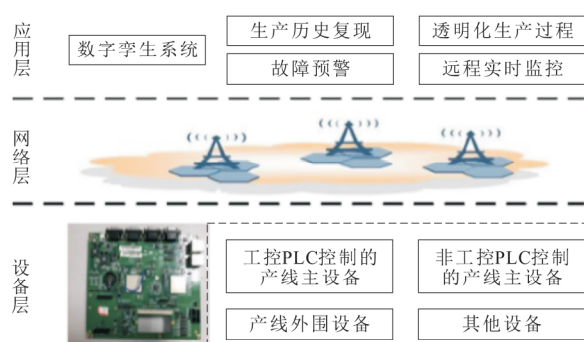 应用层
数字孪生系统
生产历史复现
透明化生产过程
故障预警
远程实时监控
网络层
设备层
工控PLC控制的
产线主设备
非工控PLC控制
的产线主设备
产线外围设备
其他设备